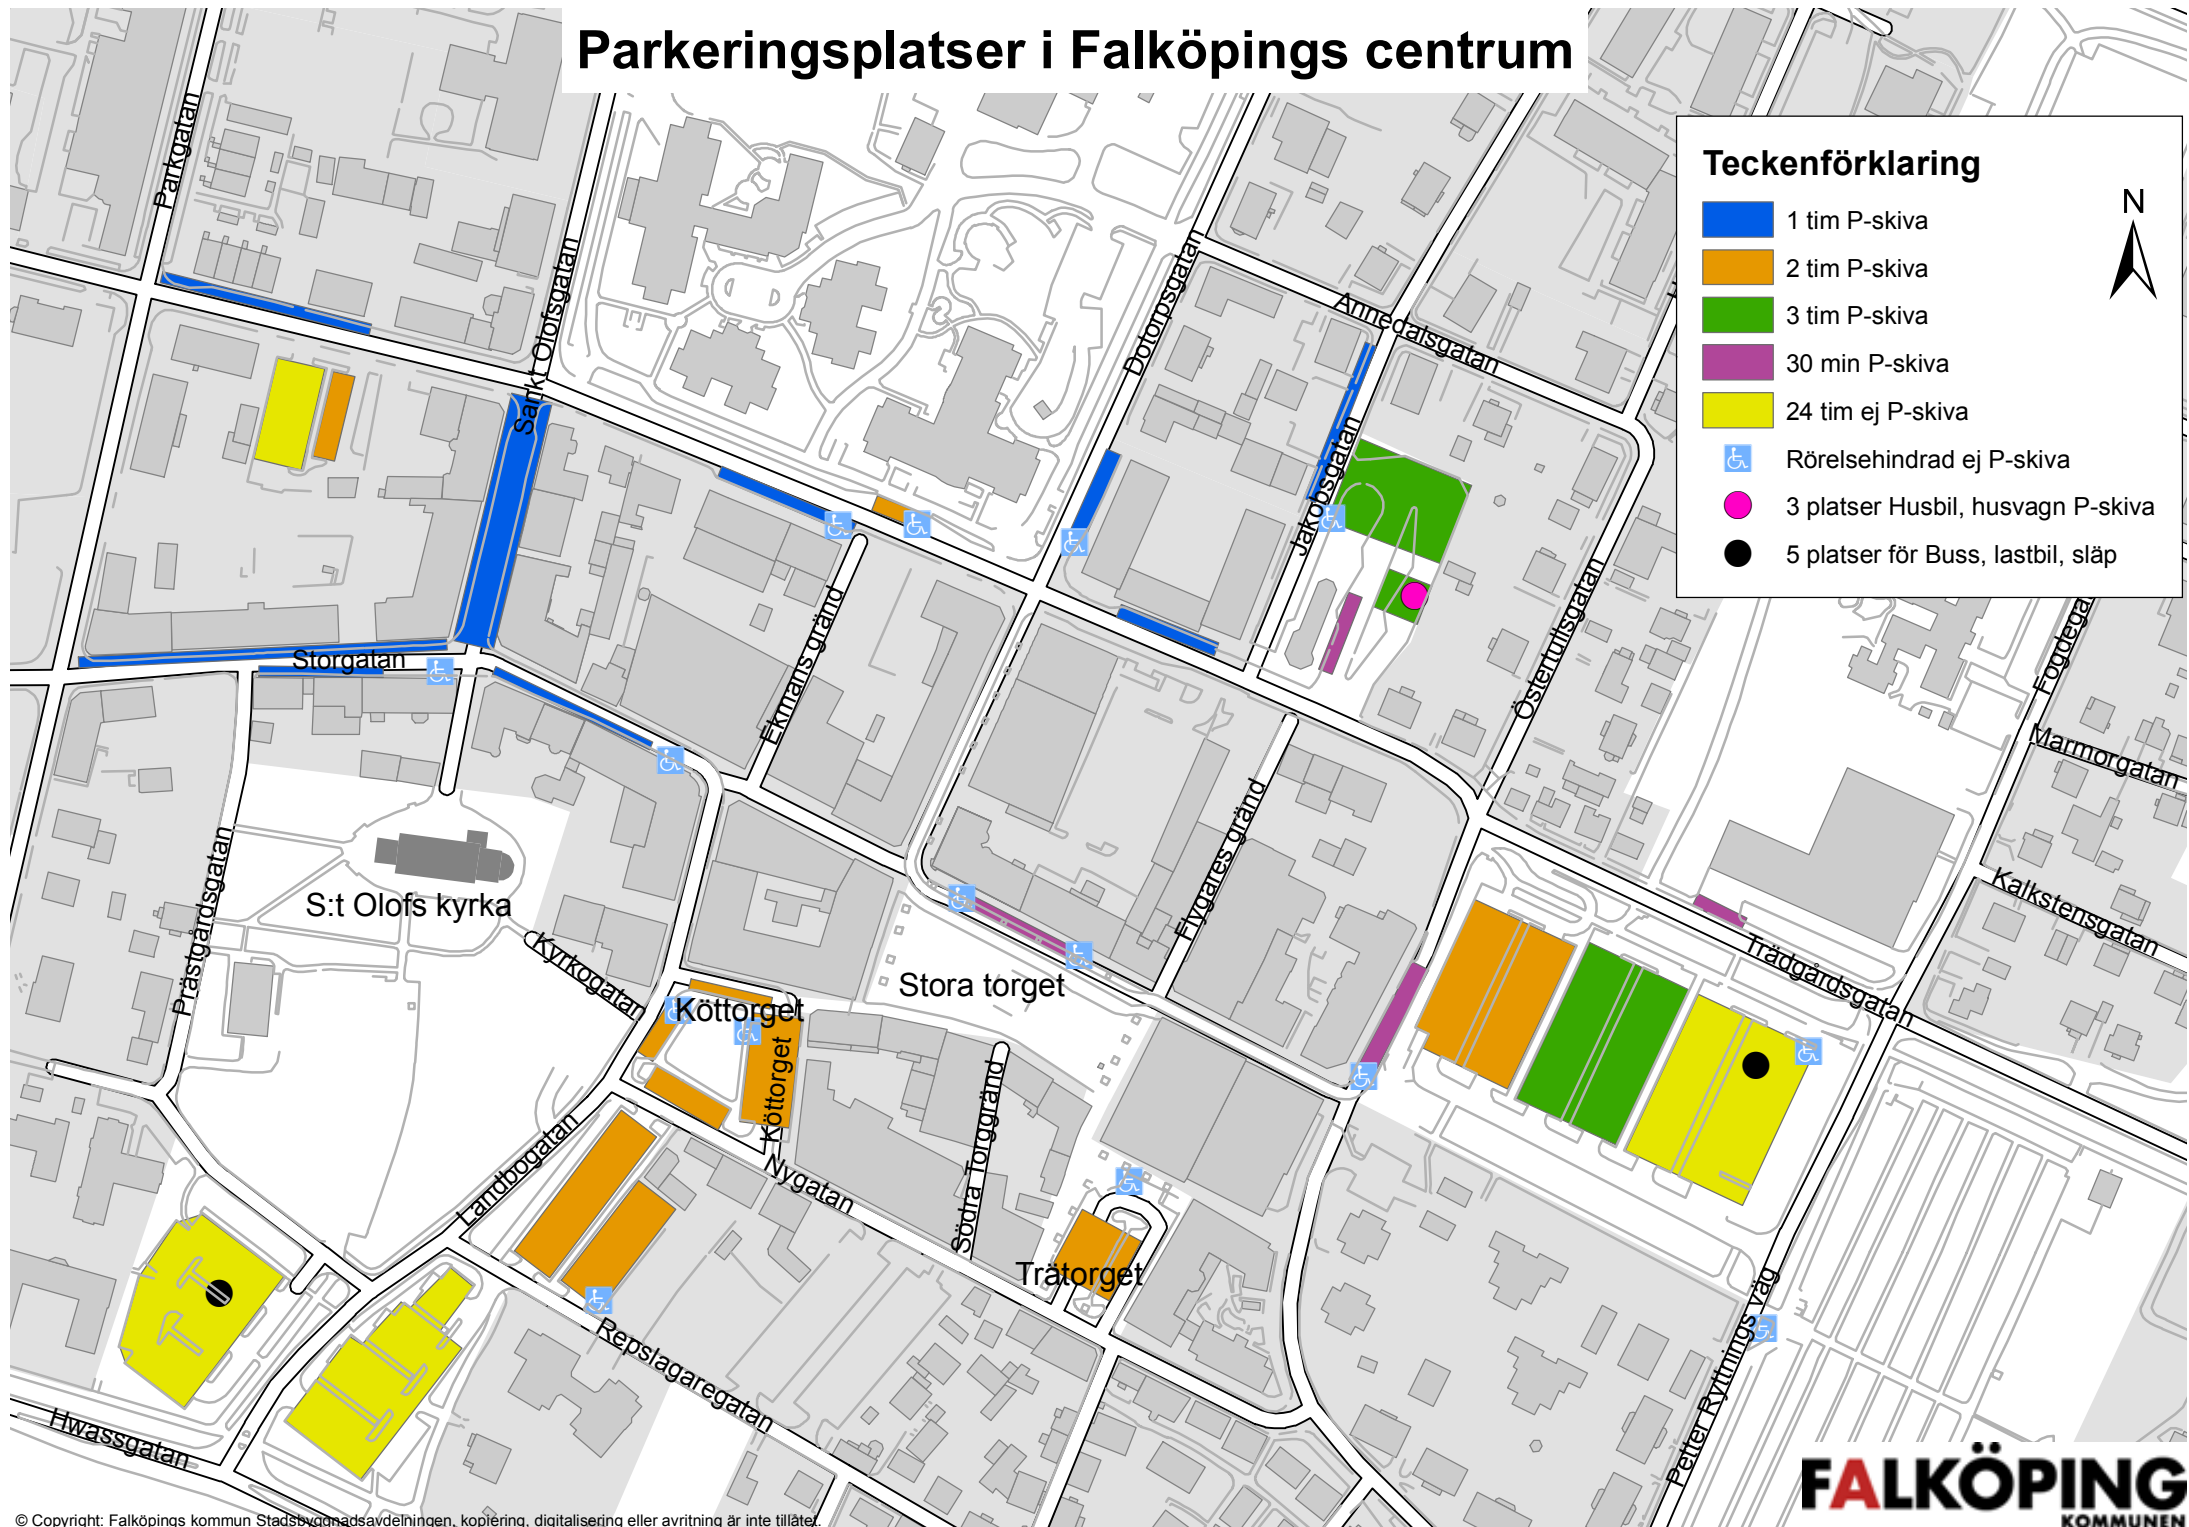 Parkeringsplatser i Falköpings centrum
Teckenförklaring
N
1 tim P-skiva
2 tim P-skiva
3 tim P-skiva
30 min P-skiva
24 tim ej P-skiva
Rörelsehindrad ej P-skiva
3 platser Husbil, husvagn P-skiva
5 platser för Buss, lastbil, släp
Parkgatan
Sankt Olofsgatan
Dotorpsgatan
Annedalsgatan
Jakobsgatan
Östertullsgatan
Storgatan
Ekmans gränd
Flygares gränd
Marmorgatan
Kalkstensgatan
Trädgårdsgatan
Prästgårdsgatan
S:t Olofs kyrka
Kyrkogatan
Köttorget
Köttorget
Stora torget
Södra Torggränd
Landbogatan
Nygatan
Trätorget
Repslagaregatan
Petter Ryttnings väg
Hwassgatan
FALKÖPING
KOMMUNEN
© Copyright: Falköpings kommun Stadsbyggnadsavdelningen, kopiering, digitalisering eller avritning är inte tillåtet.